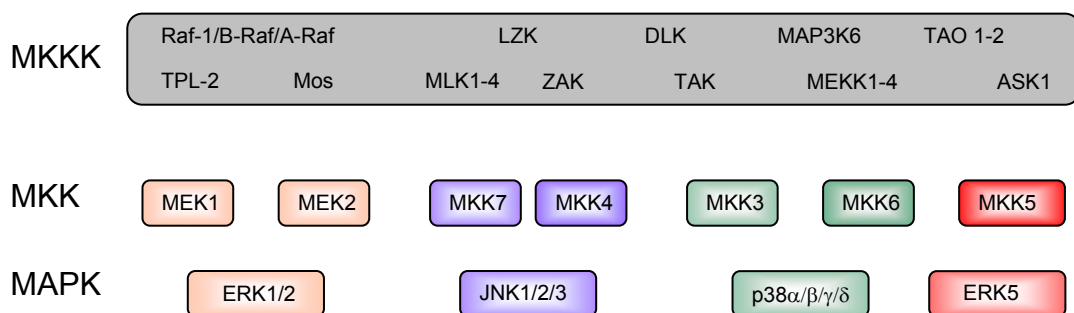 MKKK
Raf-1/B-Raf/A-Raf LZK DLK MAP3K6 TAO 1-2
TPL-2 Mos MLK1-4 ZAK TAK MEKK1-4 ASK1
MKK
MEK1 MEK2 MKK7 MKK4 MKK3 MKK6 MKK5
MAPK
ERK1/2 JNK1/2/3 p38α/β/γ/δ ERK5